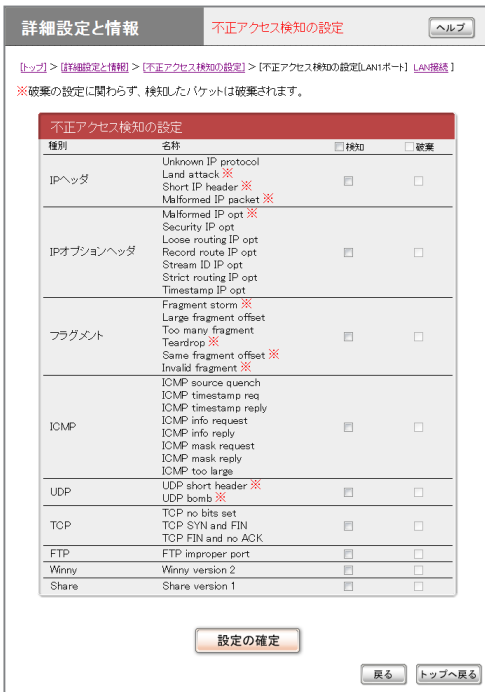 詳細設定と情報 不正アクセス検知の設定 ヘルプ
[トップ] > [詳細設定と情報] > [不正アクセス検知の設定] > [不正アクセス検知の設定[LAN1ポート] LAN接続 ]
※破棄の設定に関わらず、検知したパケットは破棄されます。
不正アクセス検知の設定
種別 名称 検知 破棄
IPヘッダ
Unknown IP protocol
Land attack ※
Short IP header ※
Malformed IP packet ※
IPオプションヘッダ
Malformed IP opt ※
Security IP opt
Loose routing IP opt
Record route IP opt
Stream ID IP opt
Strict routing IP opt
Timestamp IP opt
フラグメント
Fragment storm ※
Large fragment offset
Too many fragment
Teardrop ※
Same fragment offset ※
Invalid fragment ※
ICMP
ICMP source quench
ICMP timestamp req
ICMP timestamp reply
ICMP info request
ICMP info reply
ICMP mask request
ICMP mask reply
ICMP too large
UDP
UDP short header ※
UDP bomb ※
TCP
TCP no bits set
TCP SYN and FIN
TCP FIN and no ACK
FTP FTP improper port
Winny Winny version 2
Share Share version 1
設定の確定
戻る トップへ戻る